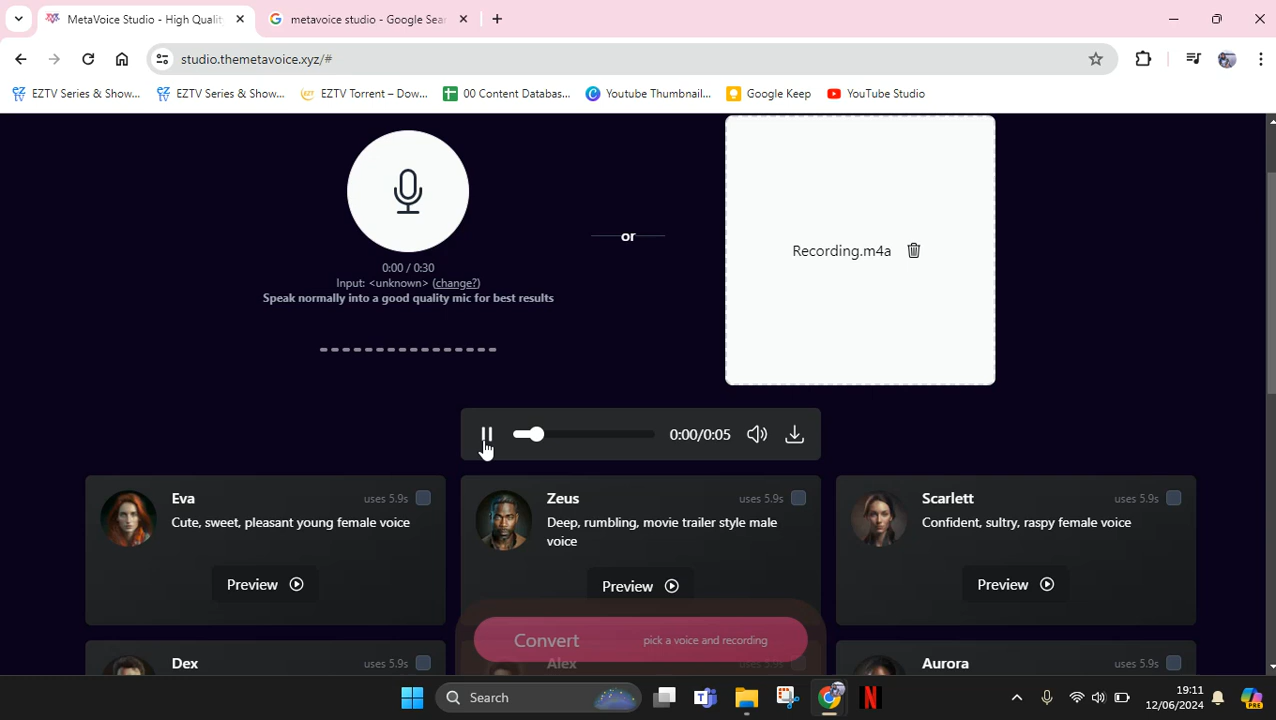 MetaVoice Studio - High Qualit
metavoice studio - Google Sea
studio.themetavoice.xyz/#
EZTV Series & Show...
EZTV Series & Show...
EZTV Torrent – Dow...
00 Content Databas...
Youtube Thumbnail...
Google Keep
YouTube Studio
0:00 / 0:30
Input: <unknown> (change?)
Speak normally into a good quality mic for best results
or
Recording.m4a
0:00/0:05
Eva
uses 5.9s
Cute, sweet, pleasant young female voice
Preview
Zeus
uses 5.9s
Deep, rumbling, movie trailer style male
voice
Preview
Scarlett
uses 5.9s
Confident, sultry, raspy female voice
Preview
Convert
pick a voice and recording
Dex
uses 5.9s
Alex
uses 5.9s
Aurora
uses 5.9s
Search
19:11
12/06/2024
PRE